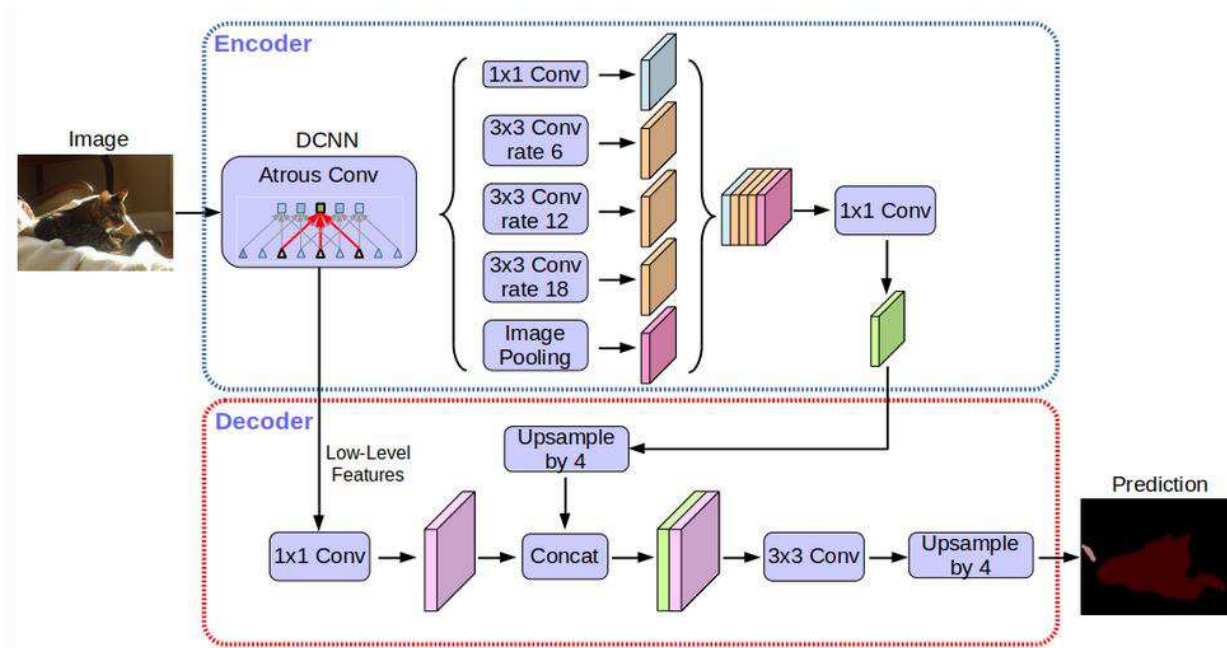 Encoder
Image
DCNN
Atrous Conv
1x1 Conv
3x3 Conv
rate 6
3x3 Conv
rate 12
3x3 Conv
rate 18
Image
Pooling
1x1 Conv
Decoder
Low-Level
Features
Upsample
by 4
1x1 Conv
Concat
3x3 Conv
Upsample
by 4
Prediction